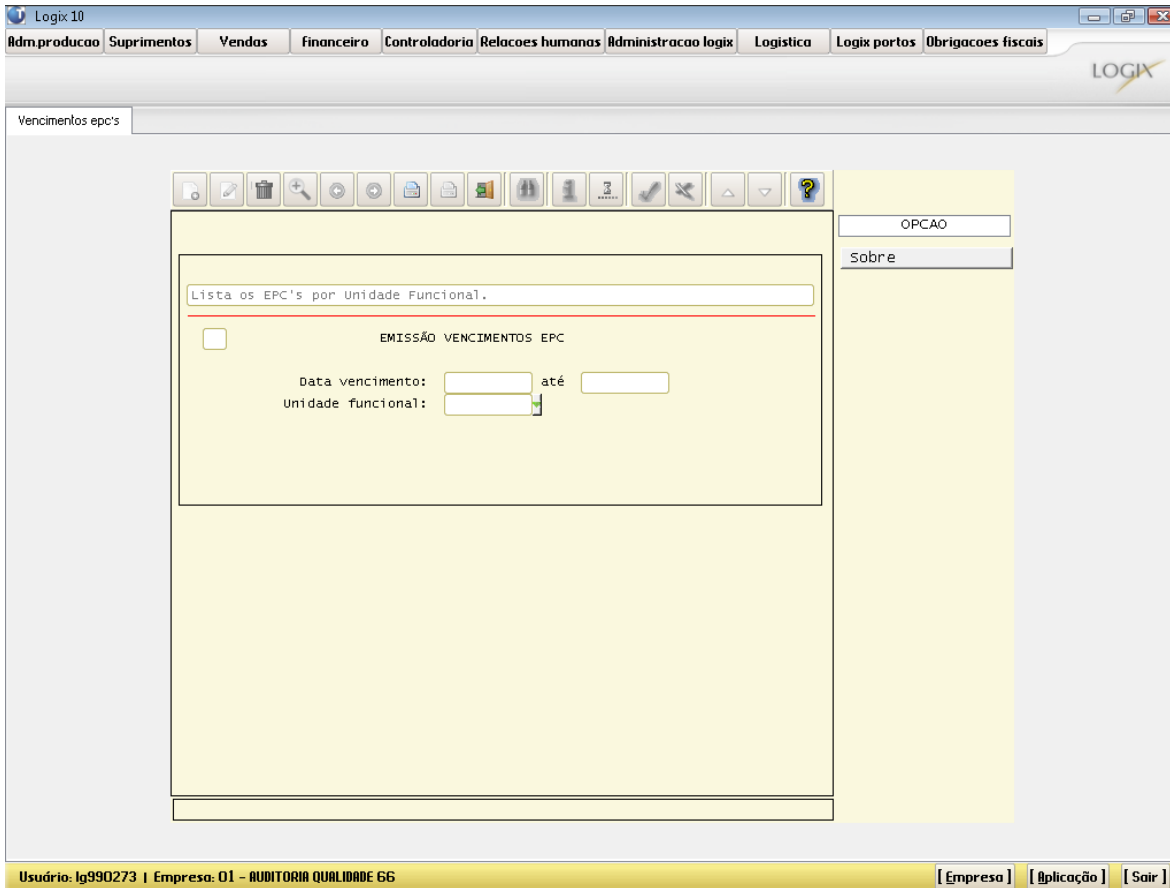 Logix 10
Adm.producao Suprimentos Vendas Financeiro Controladoria Relacoes humanas Administracao logix Logistica Logix portos Obrigacoes fiscais
LOGIX
Vencimentos epc's
OPCAO
Sobre
Lista os EPC's por Unidade Funcional.
EMISSÃO VENCIMENTOS EPC
Data vencimento: até
Unidade funcional:
Usuário: lg990273 | Empresa: 01 - AUDITORIA QUALIDADE 66 [ Empresa ] [ Aplicação ] [ Sair ]